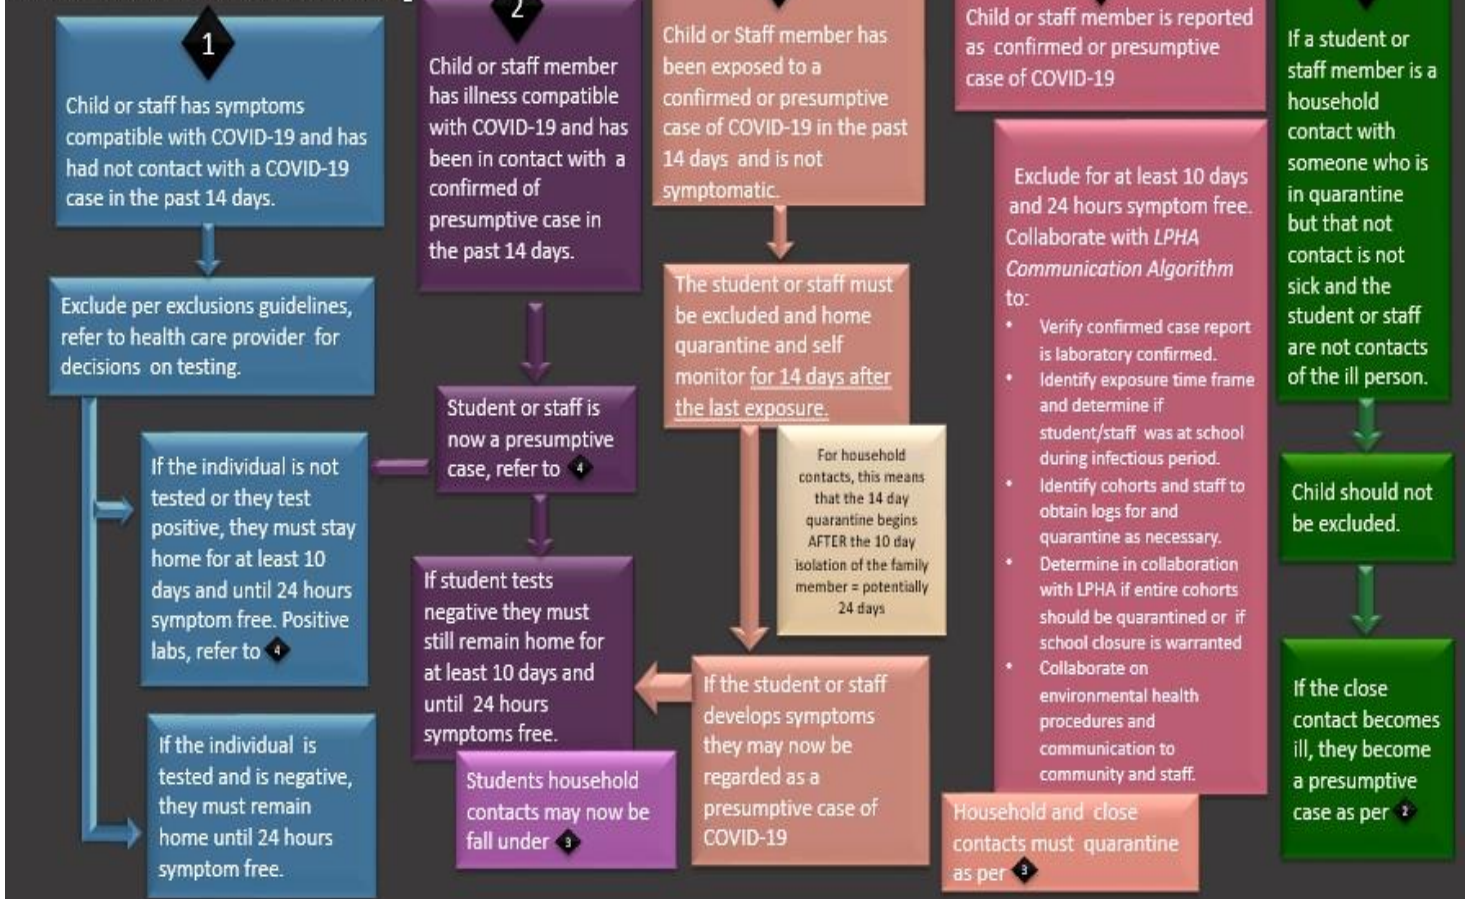 1
Child or staff has symptoms
compatible with COVID-19 and has
had not contact with a COVID-19
case in the past 14 days.
Exclude per exclusions guidelines,
refer to health care provider for
decisions on testing.
If the individual is not
tested or they test
positive, they must stay
home for at least 10
days and until 24 hours
symptom free. Positive
labs, refer to 4
If the individual is
tested and is negative,
they must remain
home until 24 hours
symptom free.
2
Child or staff member
has illness compatible
with COVID-19 and has
been in contact with a
confirmed of
presumptive case in
the past 14 days.
Student or staff is
now a presumptive
case, refer to 4
If student tests
negative they must
still remain home for
at least 10 days and
until 24 hours
symptoms free.
Students household
contacts may now be
fall under 3
Child or Staff member has
been exposed to a
confirmed or presumptive
case of COVID-19 in the past
14 days and is not
symptomatic.
The student or staff must
be excluded and home
quarantine and self
monitor for 14 days after
the last exposure.
For household
contacts, this means
that the 14 day
quarantine begins
AFTER the 10 day
isolation of the family
member = potentially
24 days
If the student or staff
develops symptoms
they may now be
regarded as a
presumptive case of
COVID-19
Child or staff member is reported
as confirmed or presumptive
case of COVID-19
Exclude for at least 10 days
and 24 hours symptom free.
Collaborate with LPHA
Communication Algorithm
to:
• Verify confirmed case report
is laboratory confirmed.
• Identify exposure time frame
and determine if
student/staff was at school
during infectious period.
• Identify cohorts and staff to
obtain logs for and
quarantine as necessary.
• Determine in collaboration
with LPHA if entire cohorts
should be quarantined or if
school closure is warranted
• Collaborate on
environmental health
procedures and
communication to
community and staff.
Household and close
contacts must quarantine
as per 3
If a student or
staff member is a
household
contact with
someone who is
in quarantine
but that not
contact is not
sick and the
student or staff
are not contacts
of the ill person.
Child should not
be excluded.
If the close
contact becomes
ill, they become
a presumptive
case as per 2